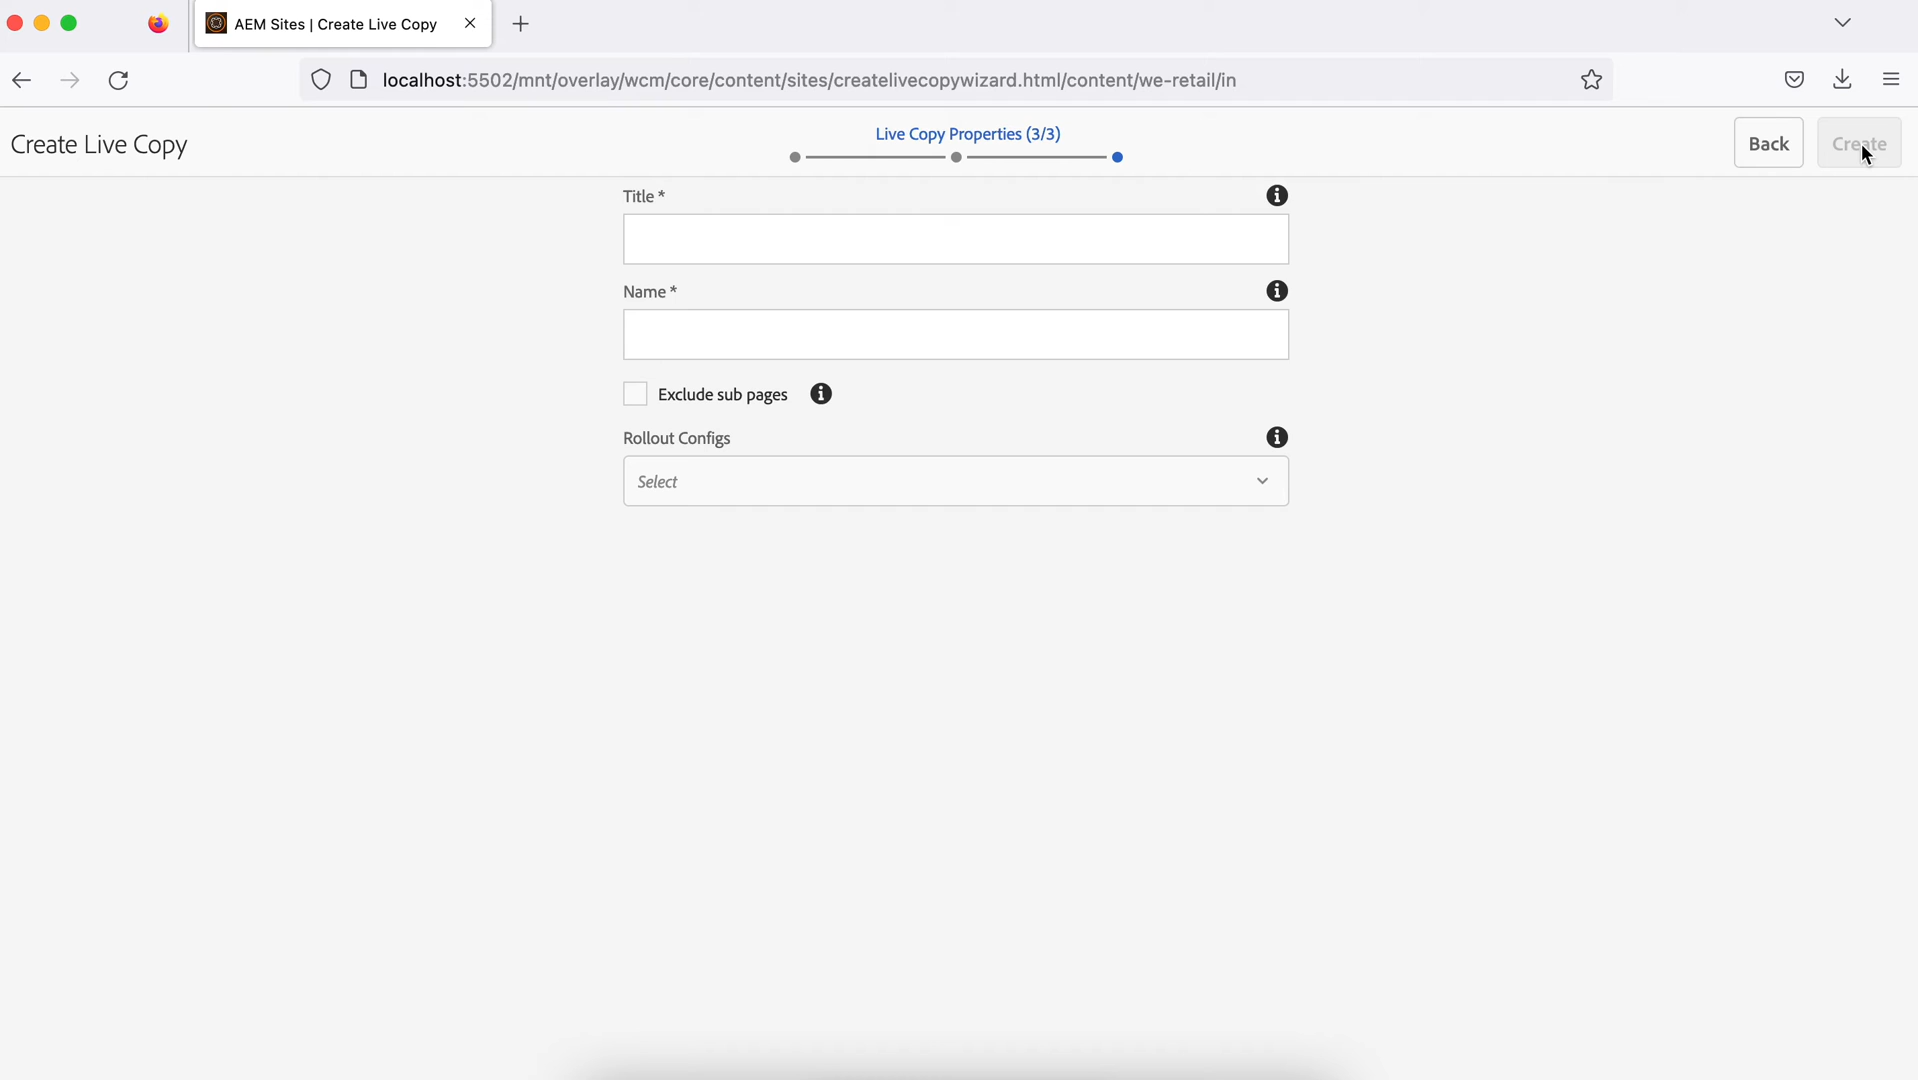 AEM Sites | Create Live Copy
localhost:5502/mnt/overlay/wcm/core/content/sites/createlivecopywizard.html/content/we-retail/in
Create Live Copy
Live Copy Properties (3/3)
Back
Create
Title *
Name *
Exclude sub pages
Rollout Configs
Select